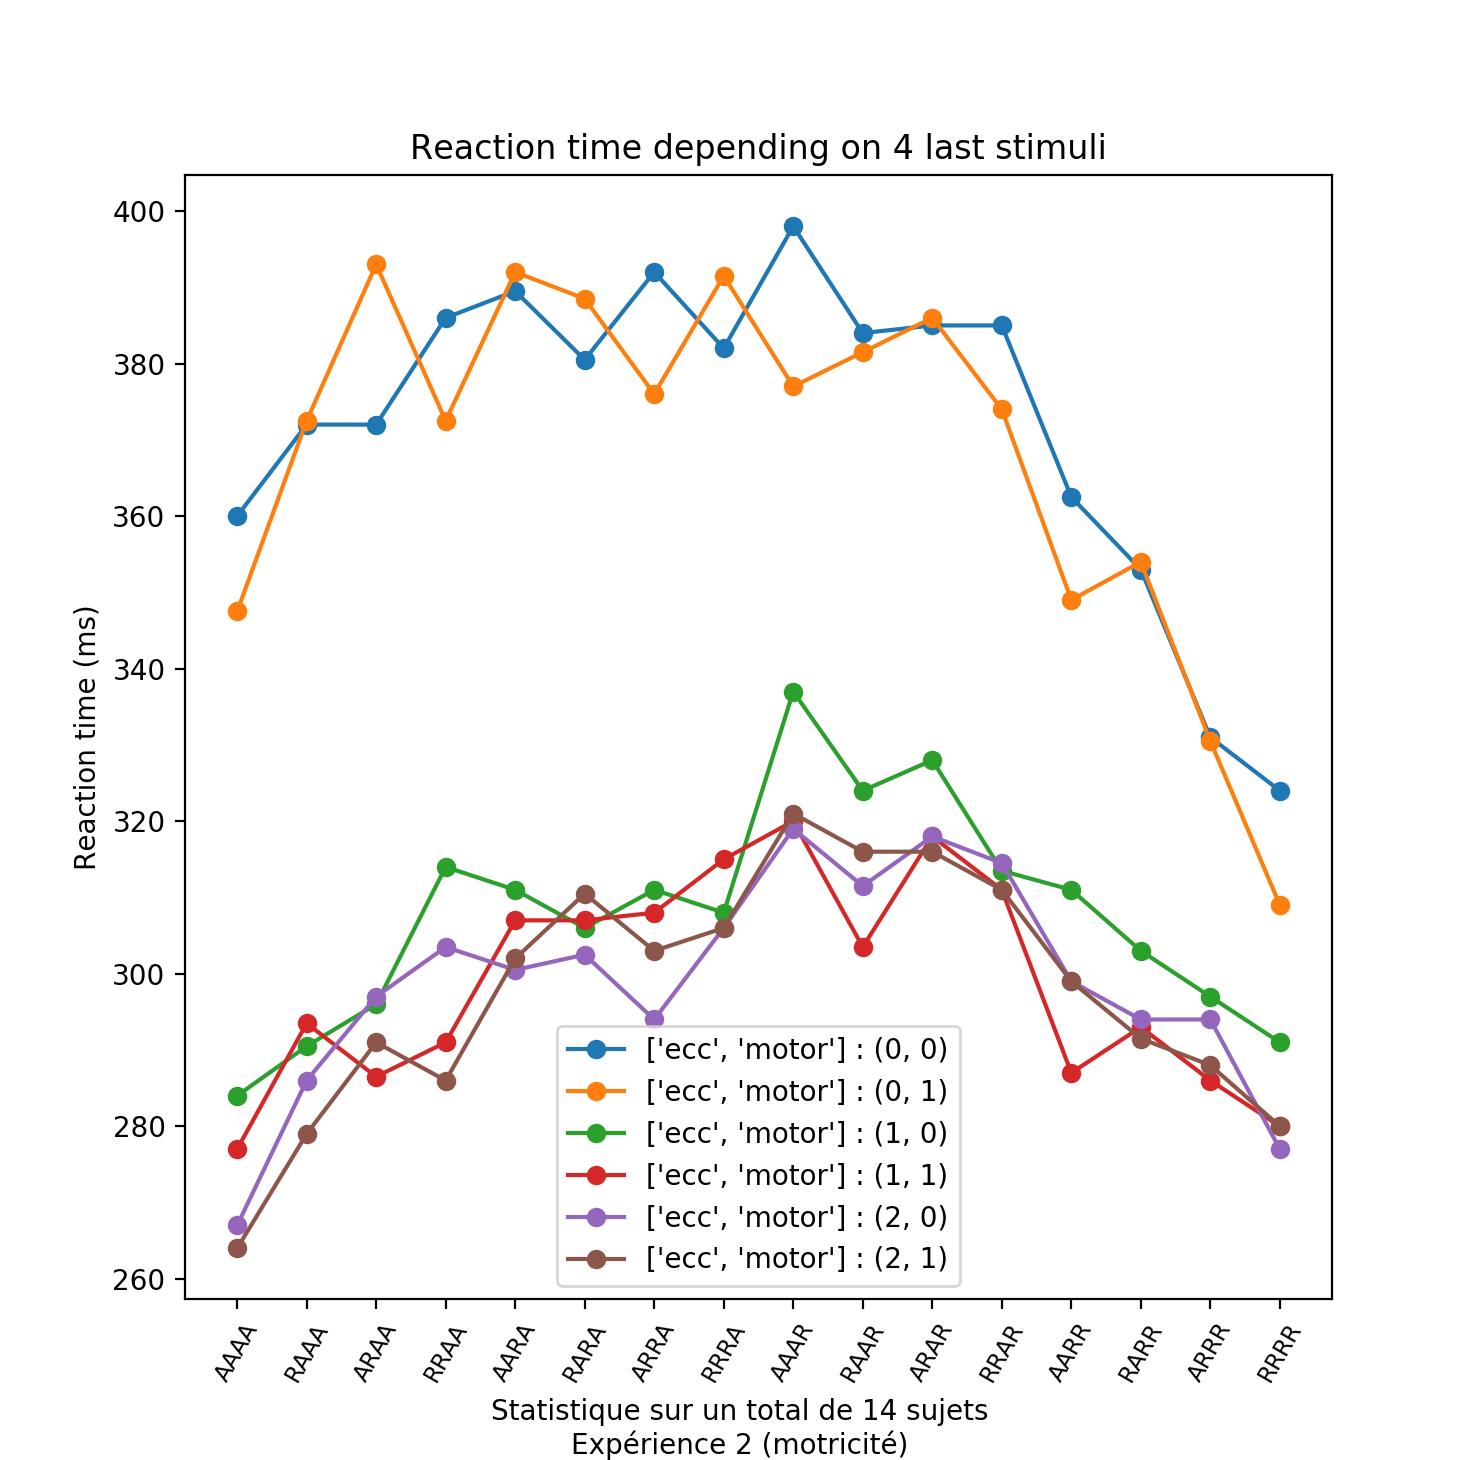 Reaction time depending on 4 last stimuli
400
380
360
340
320
300
280
260
Reaction time (ms)
['ecc', 'motor'] : (0, 0)
['ecc', 'motor'] : (0, 1)
['ecc', 'motor'] : (1, 0)
['ecc', 'motor'] : (1, 1)
['ecc', 'motor'] : (2, 0)
['ecc', 'motor'] : (2, 1)
AAAA RAAA ARAA RRAA AARA RARA ARRA RRRA AAAR RAAR ARAR RRAR AARR RARR ARRR RRRR
Statistique sur un total de 14 sujets
Expérience 2 (motricité)